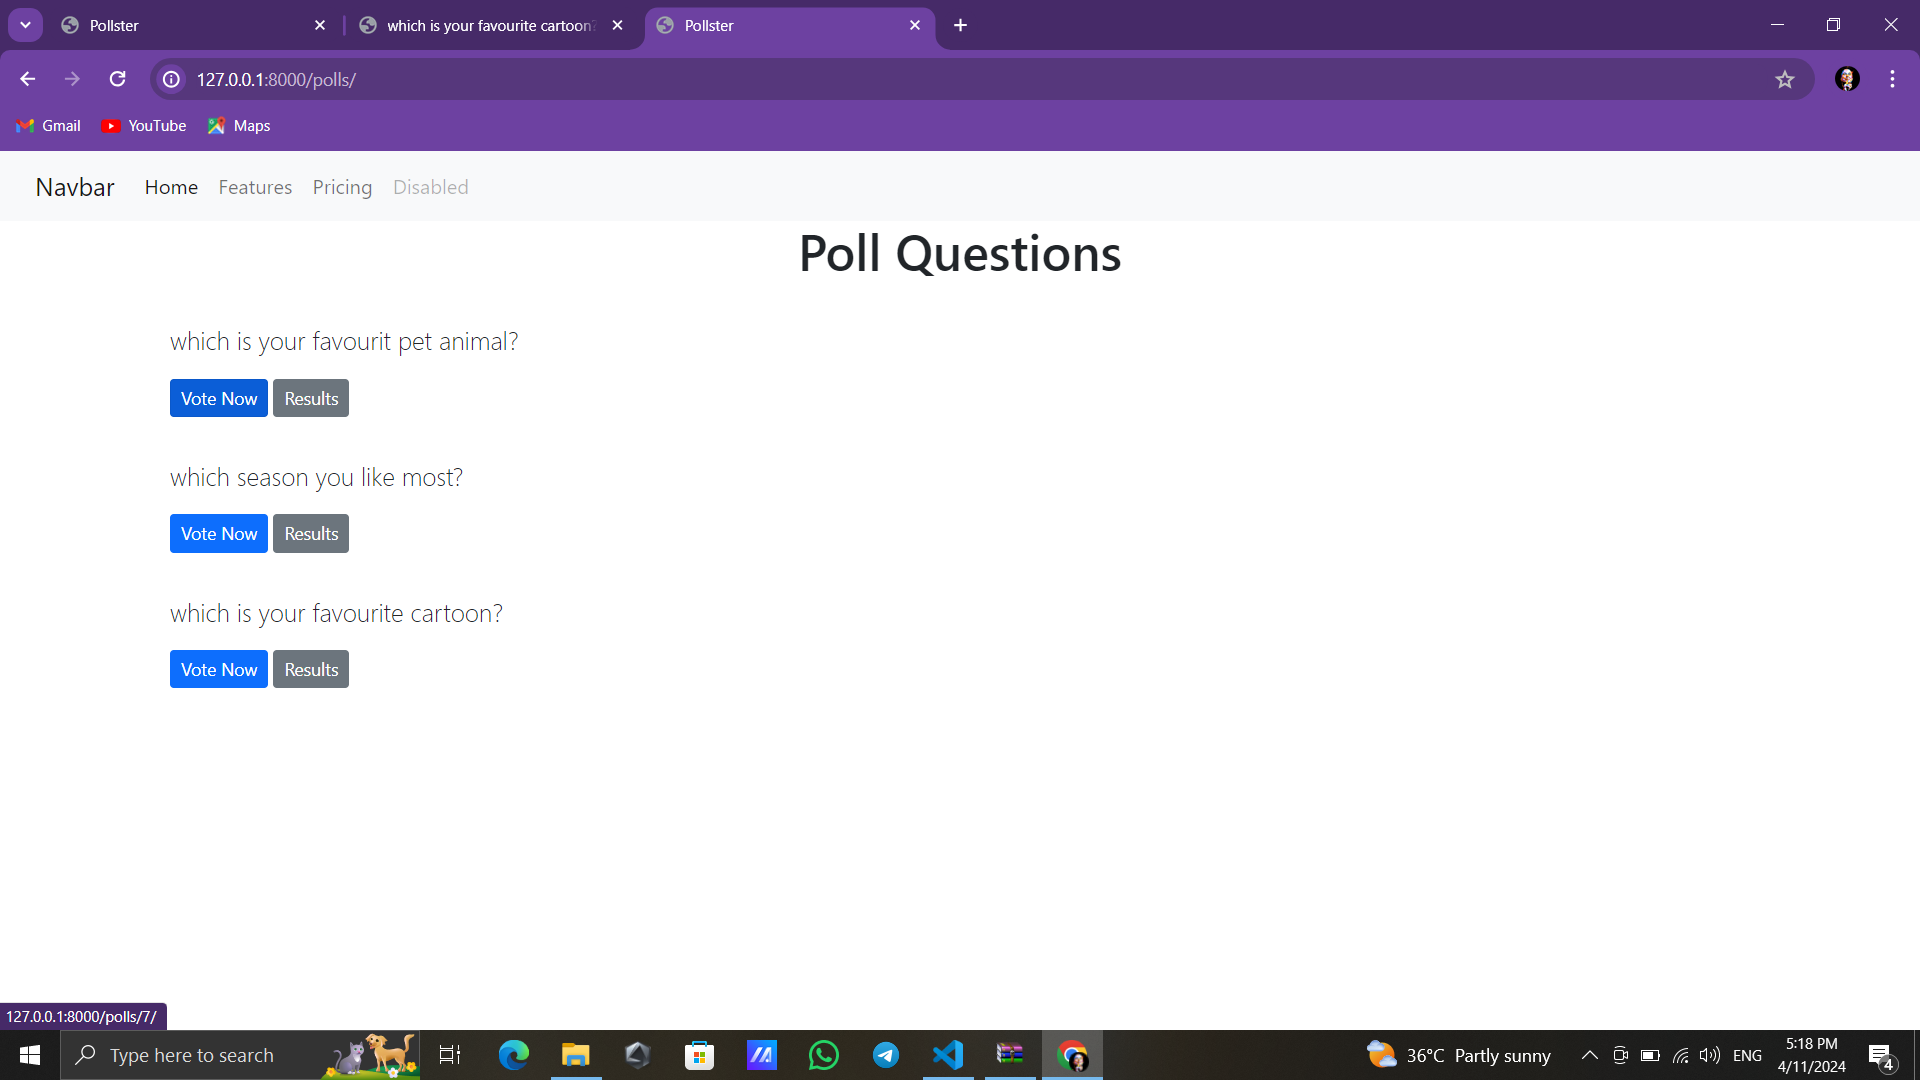 Pollster
which is your favourite cartoon?
Pollster
127.0.0.1:8000/polls/
Gmail YouTube Maps
Navbar Home Features Pricing Disabled
Poll Questions
which is your favourit pet animal?
Vote Now Results
which season you like most?
Vote Now Results
which is your favourite cartoon?
Vote Now Results
127.0.0.1:8000/polls/7/
Type here to search
36°C Partly sunny
ENG
5:18 PM
4/11/2024
4